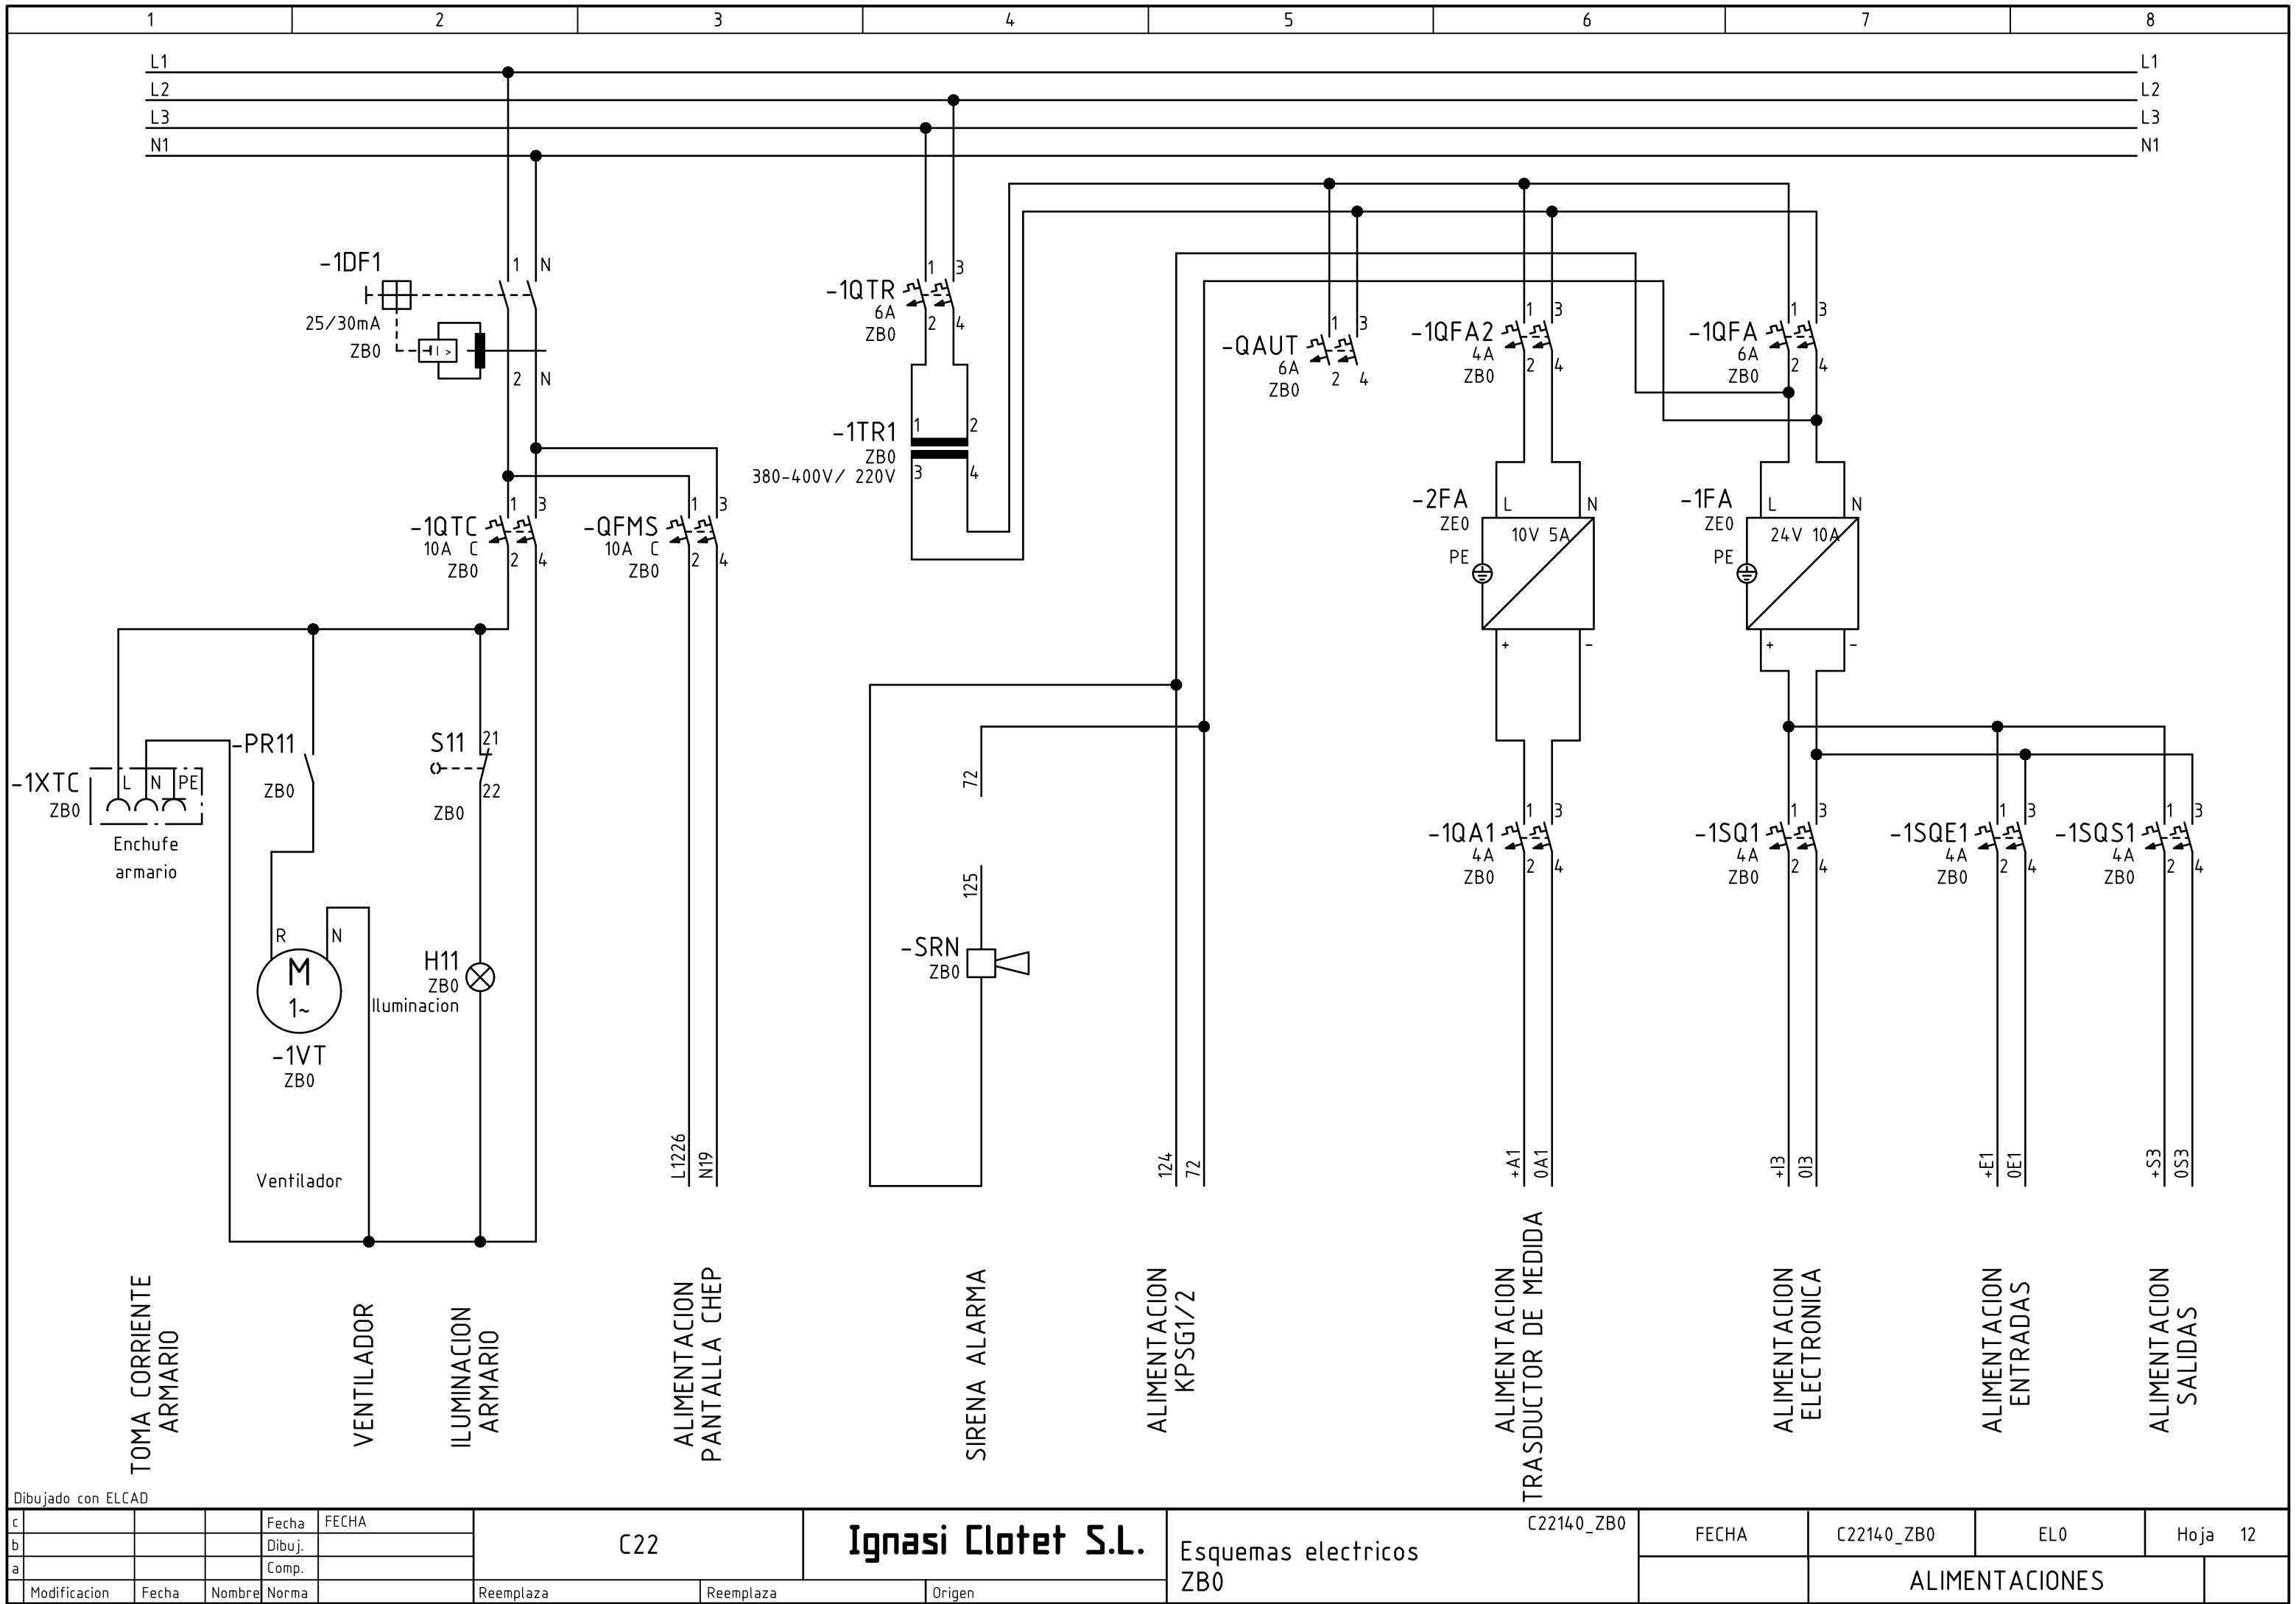 1 2 3 4 5 6 7 8
L1 L1
L2 L2
L3 L3
N1 N1
-1DF1
1 N
25/30mA
ZB0
I >
2 N
-1QTR
6A
ZB0
1 3
2 4
-QAUT
6A
ZB0
1 3
2 4
-1QFA2
4A
ZB0
1 3
2 4
-1QFA
6A
ZB0
1 3
2 4
-1TR1
ZB0
380-400V/ 220V
1 2
3 4
-1QTC
10A C
ZB0
1 3
2 4
-QFMS
10A C
ZB0
1 3
2 4
-2FA
ZE0
PE
L N
10V 5A
+ -
-1FA
ZE0
PE
L N
24V 10A
+ -
-1XTC
ZB0
L N PE
Enchufe
armario
-PR11
ZB0
S11
21
22
ZB0
72
125
-SRN
ZB0
-1QA1
4A
ZB0
1 3
2 4
-1SQ1
4A
ZB0
1 3
2 4
-1SQE1
4A
ZB0
1 3
2 4
-1SQS1
4A
ZB0
1 3
2 4
R N
M
1~
-1VT
ZB0
H11
ZB0
Iluminacion
Ventilador
L1226
N19
124
72
+A1
0A1
+I3
0I3
+E1
0E1
+S3
0S3
TOMA CORRIENTE
ARMARIO
VENTILADOR
ILUMINACION
ARMARIO
ALIMENTACION
PANTALLA CHEP
SIRENA ALARMA
ALIMENTACION
KPSG1/2
ALIMENTACION
TRASDUCTOR DE MEDIDA
ALIMENTACION
ELECTRONICA
ALIMENTACION
ENTRADAS
ALIMENTACION
SALIDAS
Dibujado con ELCAD
c
b
a
Modificacion Fecha Nombre Norma
Fecha FECHA
Dibuj.
Comp.
C22
Reemplaza Reemplaza Origen
Ignasi Clotet S.L.
C22140_ZB0
Esquemas electricos
ZB0
FECHA C22140_ZB0 EL0 Hoja 12
ALIMENTACIONES